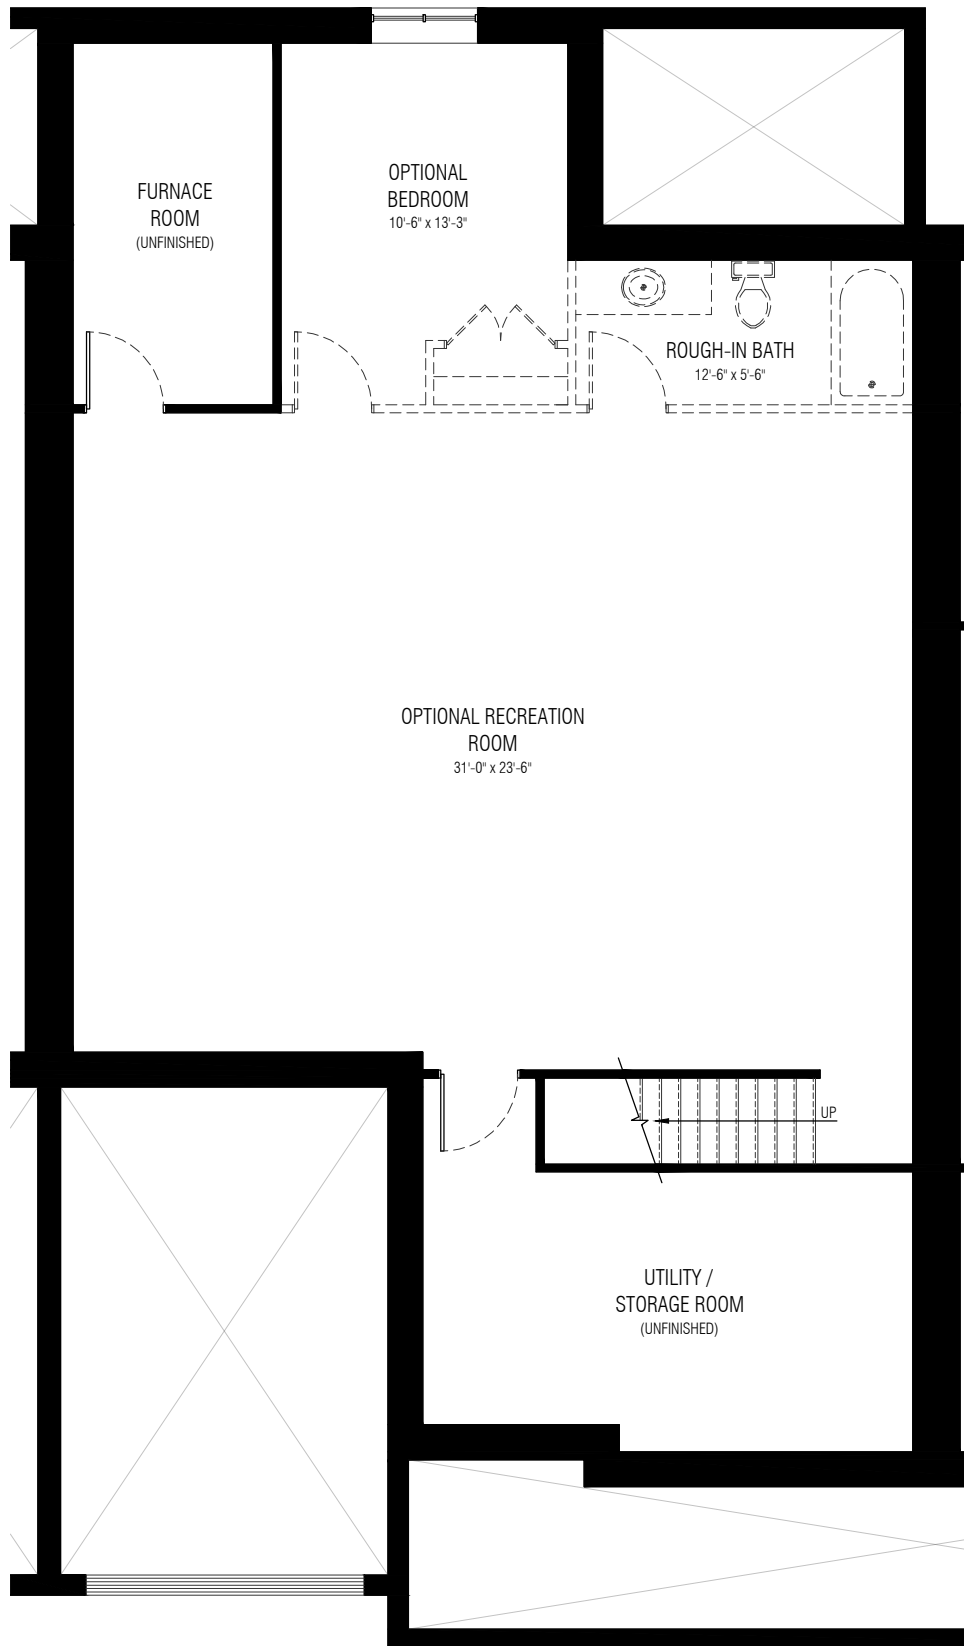 OPTIONAL
BEDROOM
10'-6" x 13'-3"
FURNACE
ROOM
(UNFINISHED)
ROUGH-IN BATH
12'-6" x 5'-6"
OPTIONAL RECREATION
ROOM
31'-0" x 23'-6"
UP
UTILITY /
STORAGE ROOM
(UNFINISHED)